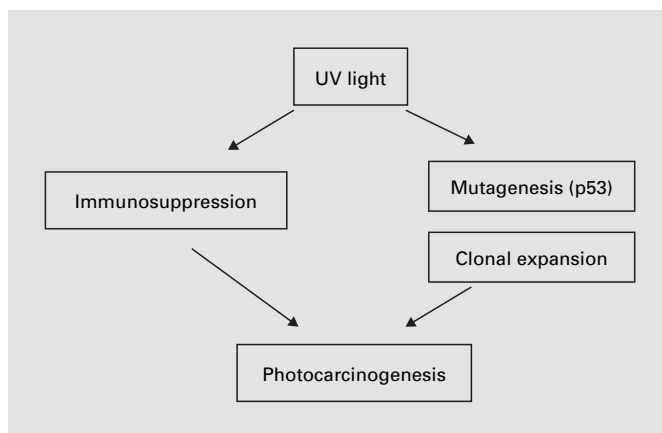 UV light
Immunosuppression
Mutagenesis (p53)
Clonal expansion
Photocarcinogenesis